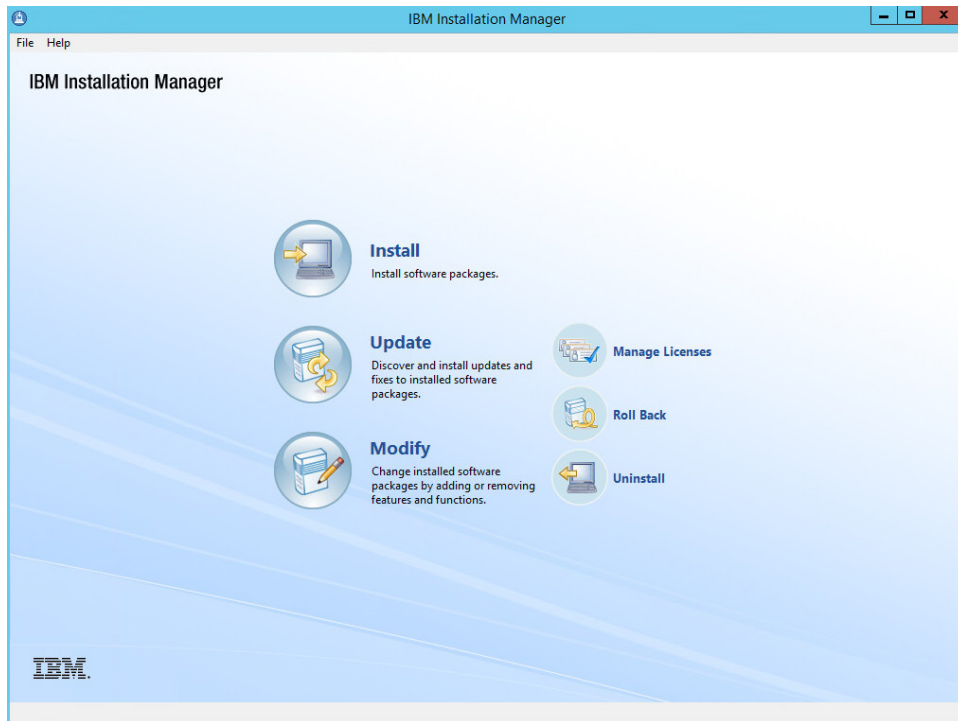 IBM Installation Manager
File Help
IBM Installation Manager
Install
Install software packages.
Update
Discover and install updates and
fixes to installed software
packages.
Manage Licenses
Roll Back
Modify
Change installed software
packages by adding or removing
features and functions.
Uninstall
IBM.